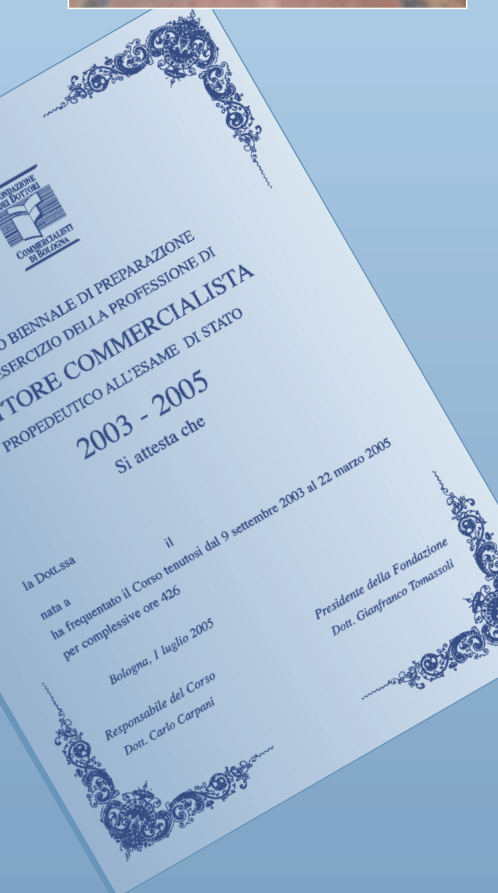 FONDAZIONE
DEI DOTTORI
COMMERCIALISTI
DI BOLOGNA
BIENNALE DI PREPARAZIONE
DELLA PROFESSIONE DI
COMMERCIALISTA
PROPEDEUTICO ALL'ESAME DI STATO
2003 - 2005
Si attesta che
la Dott.ssa
nata a il
ha frequentato il Corso tenutosi dal 9 settembre 2003 al 22 marzo 2005
per complessive ore 426
Bologna, 1 luglio 2005
Responsabile del Corso
Dott. Carlo Carpani
Presidente della Fondazione
Dott. Gianfranco Tomassoli